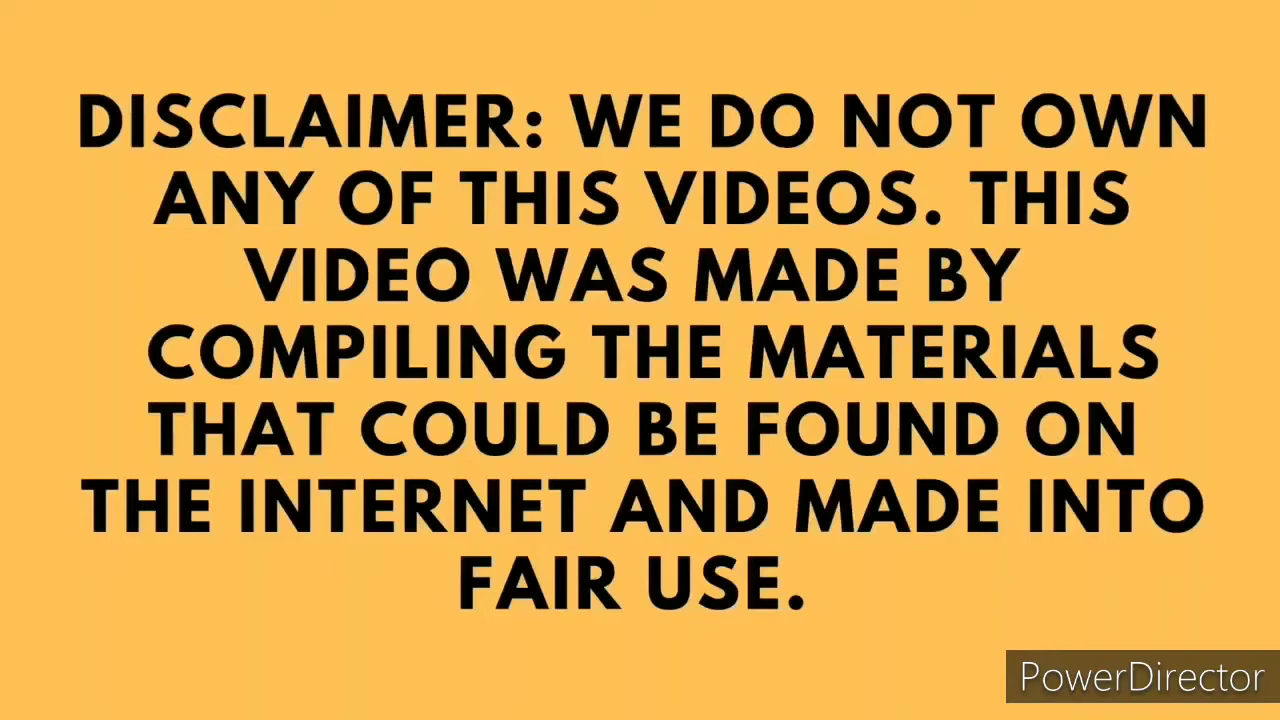 DISCLAIMER: WE DO NOT OWN
ANY OF THIS VIDEOS. THIS
VIDEO WAS MADE BY
COMPILING THE MATERIALS
THAT COULD BE FOUND ON
THE INTERNET AND MADE INTO
FAIR USE.
PowerDirector